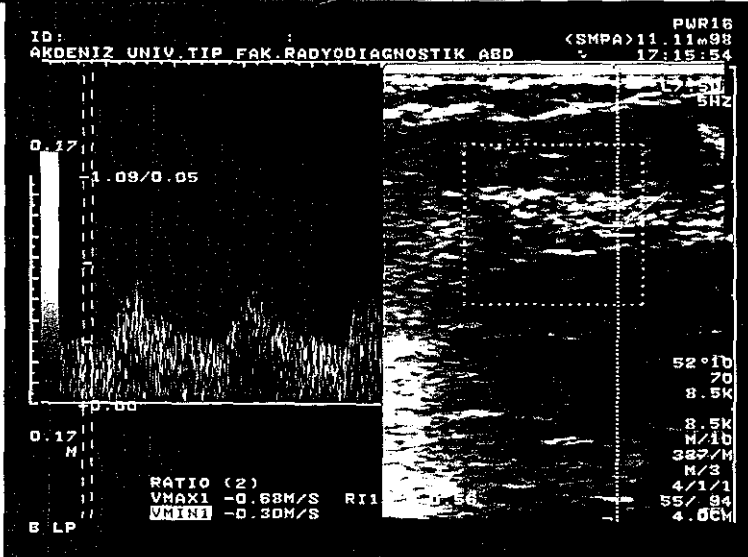 PWR16
ID: :
<SMPA>11.11m98
AKDENIZ UNIV.TIP FAK.RADYODIAGNOSTIK ABD
17:15:54
5HZ
0.17
1.09/0.05
52°10
70
8.5K
0.00
8.5K
0.17
M/10
M
387/M
M/3
RATIO (2)
4/1/1
VMAX1 -0.68M/S RI1 0.56
55/ 94
VMIN1 -0.30M/S
4.0CM
B LP